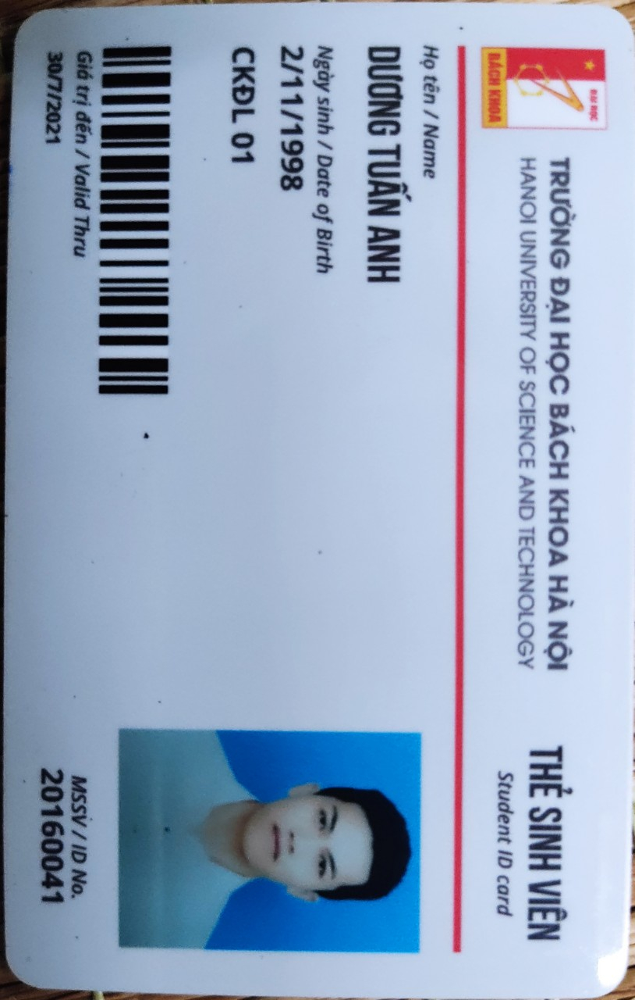 ĐẠI HỌC
BÁCH KHOA
TRƯỜNG ĐẠI HỌC BÁCH KHOA HÀ NỘI
HANOI UNIVERSITY OF SCIENCE AND TECHNOLOGY
THẺ SINH VIÊN
Student ID card
Họ tên / Name
DƯƠNG TUẤN ANH
Ngày sinh / Date of Birth
2/11/1998
CKĐL 01
Giá trị đến / Valid Thru
30/7/2021
MSSV / ID No.
20160041